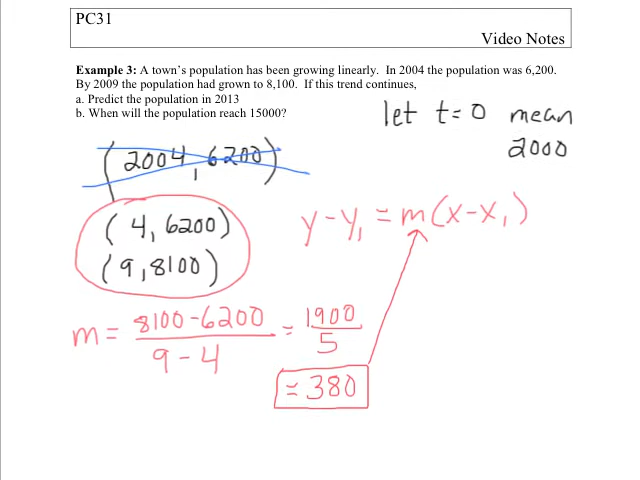 PC31
Video Notes
Example 3: A town's population has been growing linearly. In 2004 the population was 6,200.
By 2009 the population had grown to 8,100. If this trend continues,
a. Predict the population in 2013
b. When will the population reach 15000?
let t=0 mean
2000
(2004, 6200)
(4, 6200)
(9, 8100)
y-y₁ = m(x-x₁)
m = 8100-6200 / 9-4 = 1900 / 5
= 380